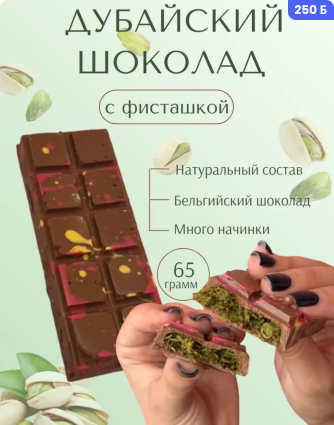 250 Б
ДУБАЙСКИЙ
ШОКОЛАД
с фисташкой
Натуральный состав
Бельгийский шоколад
Много начинки
65
грамм